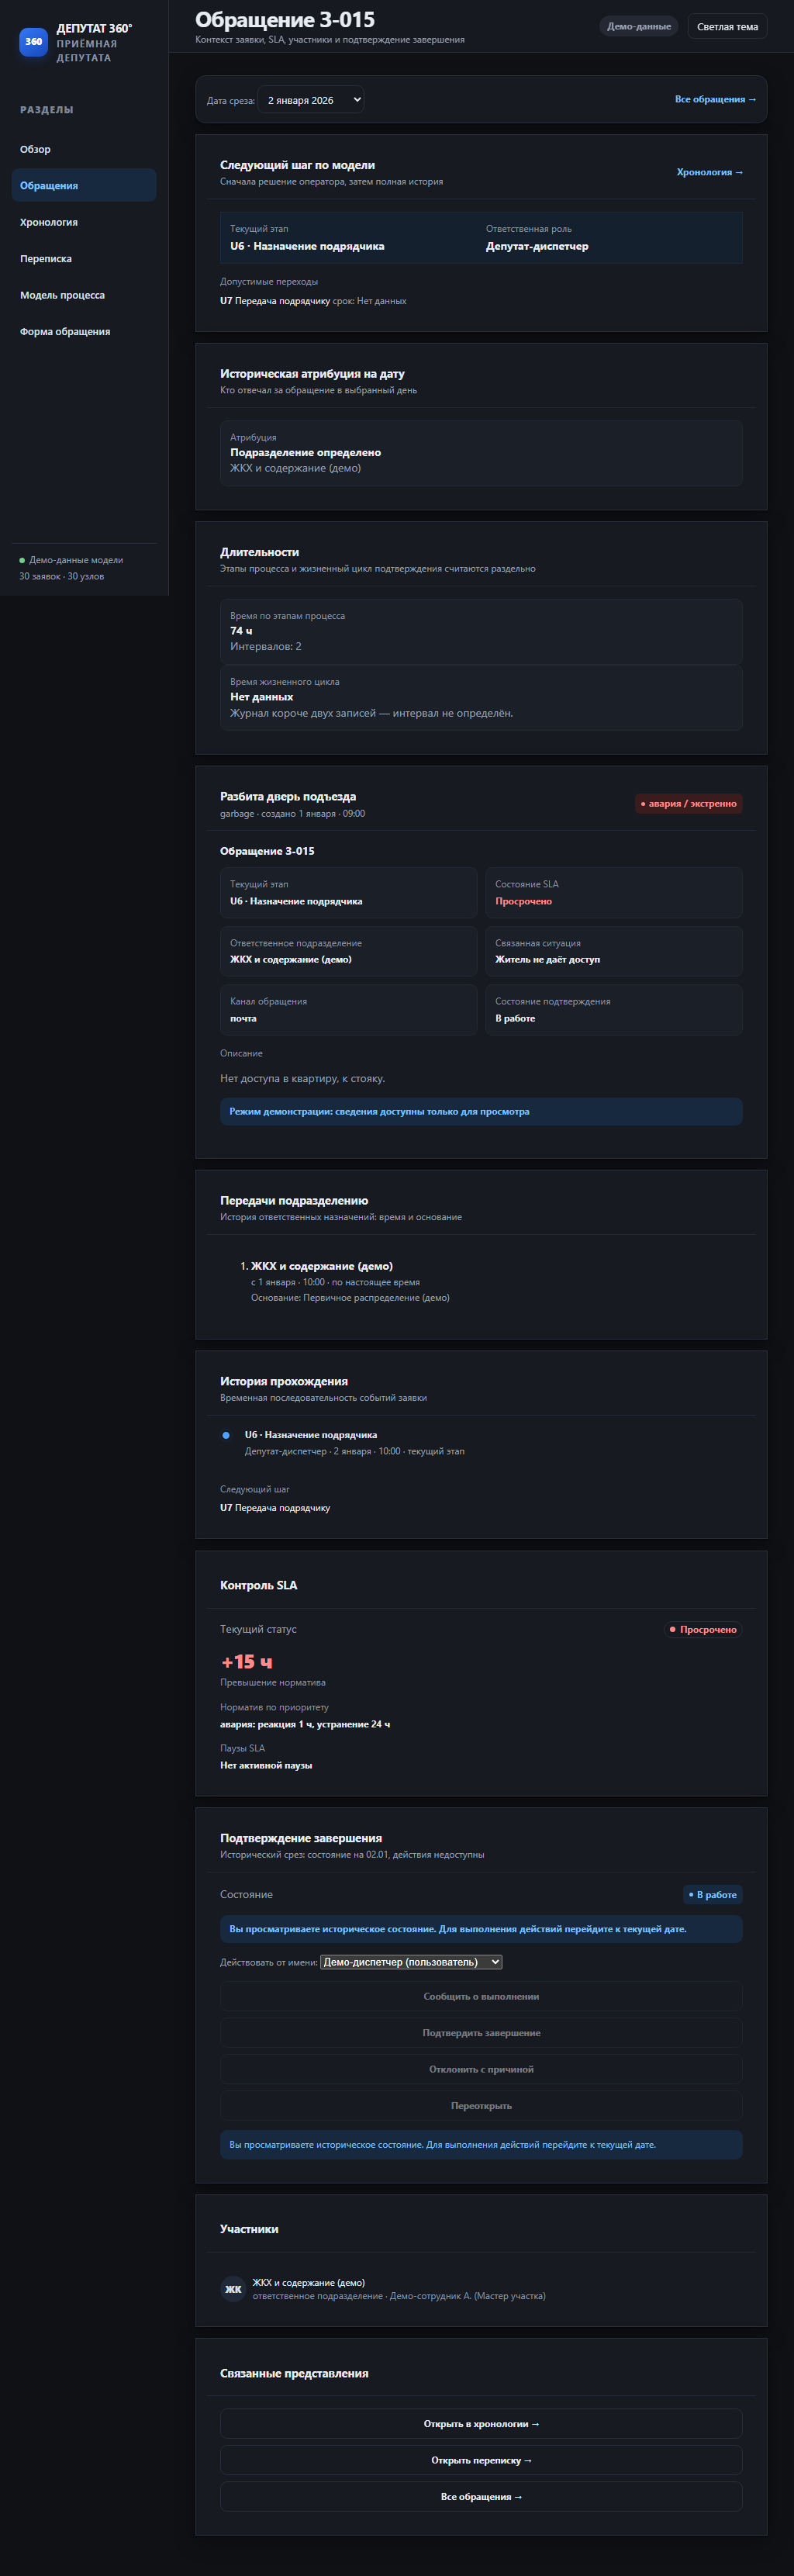 360
ДЕПУТАТ 360°
ПРИЁМНАЯ
ДЕПУТАТА
РАЗДЕЛЫ
Обзор
Обращения
Хронология
Переписка
Модель процесса
Форма обращения
Демо-данные модели
30 заявок · 30 узлов
Обращение З-015
Контекст заявки, SLA, участники и подтверждение завершения
Демо-данные
Светлая тема
Дата среза: 2 января 2026
Все обращения →
Следующий шаг по модели
Сначала решение оператора, затем полная история
Хронология →
Текущий этап
U6 · Назначение подрядчика
Ответственная роль
Депутат-диспетчер
Допустимые переходы
U7 Передача подрядчику срок: Нет данных
Историческая атрибуция на дату
Кто отвечал за обращение в выбранный день
Атрибуция
Подразделение определено
ЖКХ и содержание (демо)
Длительности
Этапы процесса и жизненный цикл подтверждения считаются раздельно
Время по этапам процесса
74 ч
Интервалов: 2
Время жизненного цикла
Нет данных
Журнал короче двух записей — интервал не определён.
Разбита дверь подъезда
garbage · создано 1 января · 09:00
авария / экстренно
Обращение З-015
Текущий этап
U6 · Назначение подрядчика
Состояние SLA
Просрочено
Ответственное подразделение
ЖКХ и содержание (демо)
Связанная ситуация
Житель не даёт доступ
Канал обращения
почта
Состояние подтверждения
В работе
Описание
Нет доступа в квартиру, к стояку.
Режим демонстрации: сведения доступны только для просмотра
Передачи подразделению
История ответственных назначений: время и основание
1. ЖКХ и содержание (демо)
с 1 января · 10:00 · по настоящее время
Основание: Первичное распределение (демо)
История прохождения
Временная последовательность событий заявки
U6 · Назначение подрядчика
Депутат-диспетчер · 2 января · 10:00 · текущий этап
Следующий шаг
U7 Передача подрядчику
Контроль SLA
Текущий статус
Просрочено
+15 ч
Превышение норматива
Норматив по приоритету
авария: реакция 1 ч, устранение 24 ч
Паузы SLA
Нет активной паузы
Подтверждение завершения
Исторический срез: состояние на 02.01, действия недоступны
Состояние
В работе
Вы просматриваете историческое состояние. Для выполнения действий перейдите к текущей дате.
Действовать от имени: Демо-диспетчер (пользователь)
Сообщить о выполнении
Подтвердить завершение
Отклонить с причиной
Переоткрыть
Вы просматриваете историческое состояние. Для выполнения действий перейдите к текущей дате.
Участники
ЖК
ЖКХ и содержание (демо)
ответственное подразделение · Демо-сотрудник А. (Мастер участка)
Связанные представления
Открыть в хронологии →
Открыть переписку →
Все обращения →